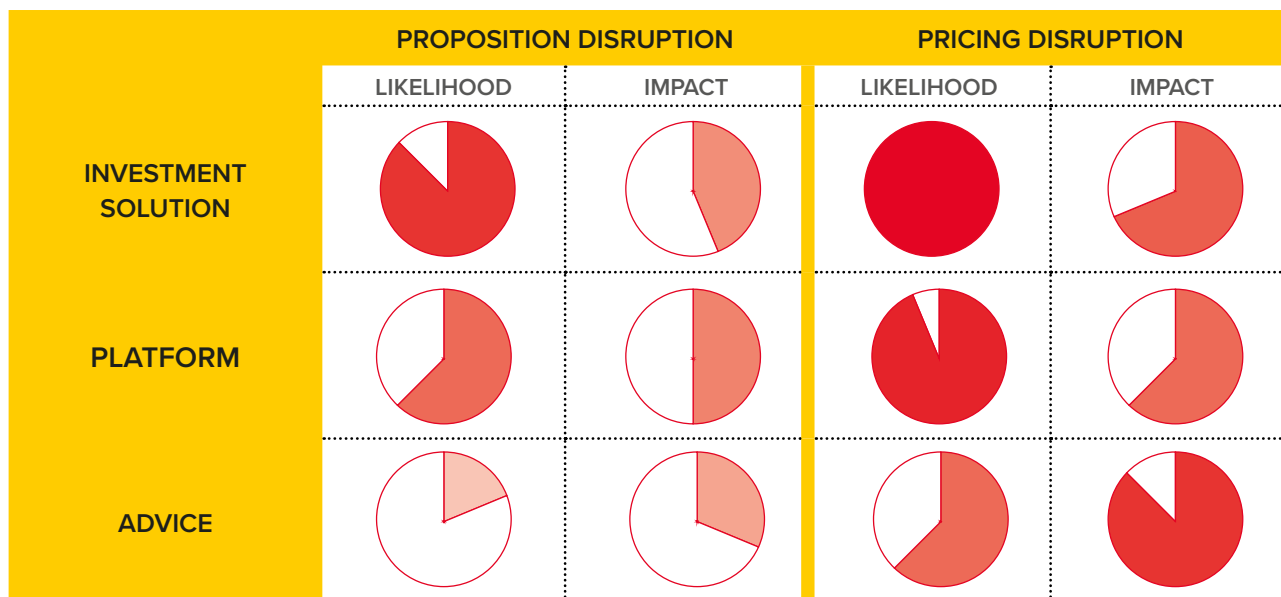 PROPOSITION DISRUPTION
PRICING DISRUPTION
LIKELIHOOD
IMPACT
LIKELIHOOD
IMPACT
INVESTMENT
SOLUTION
PLATFORM
ADVICE